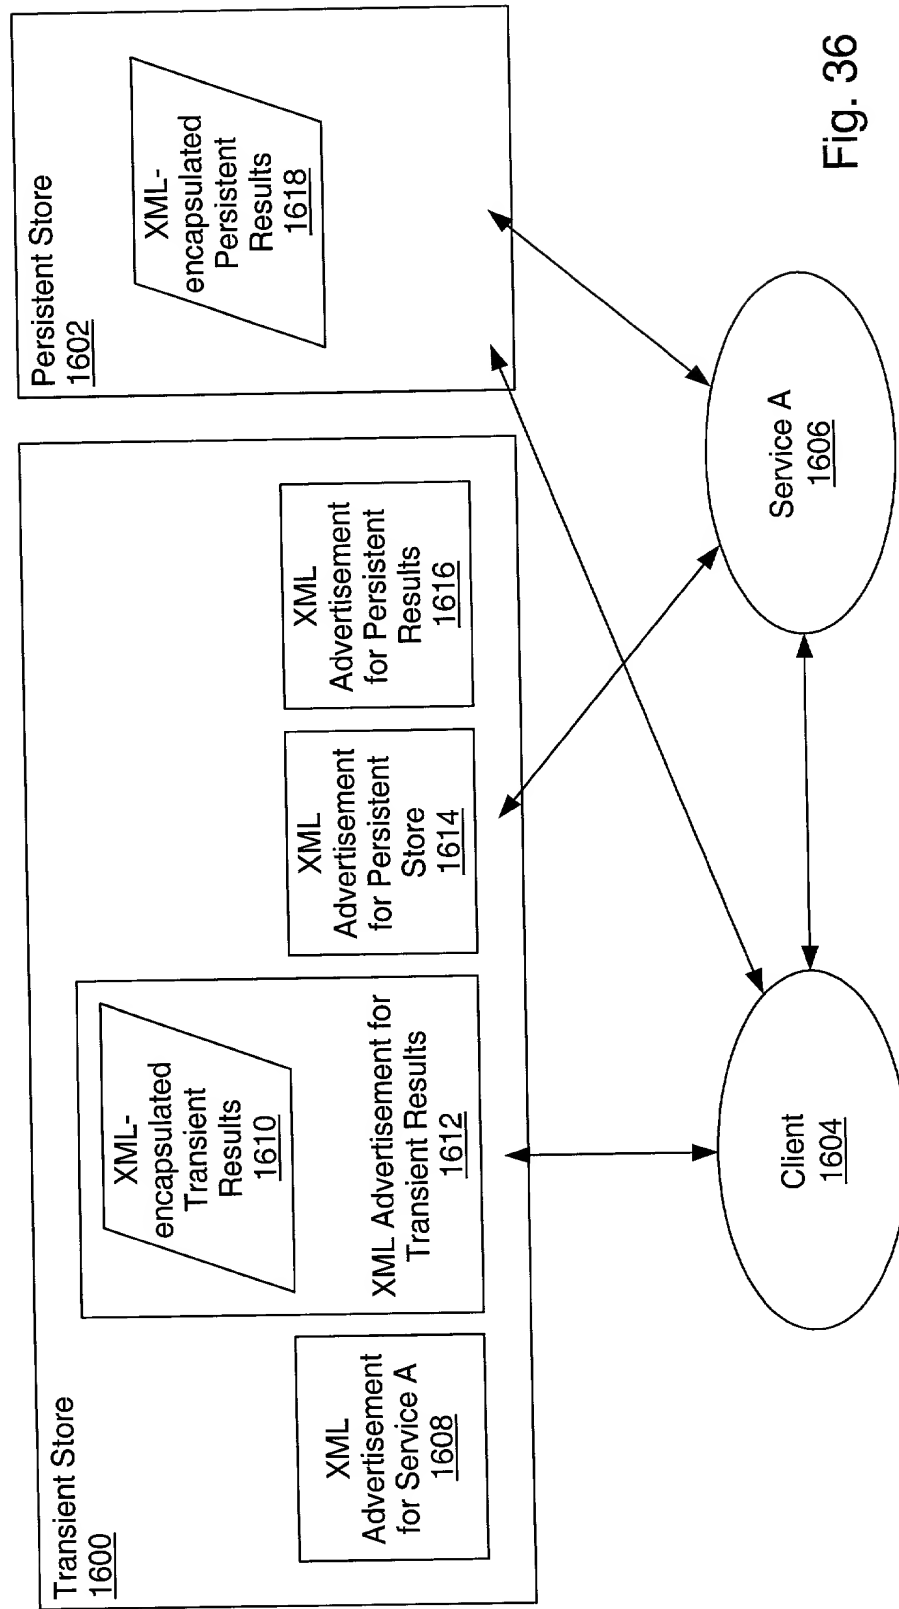 Transient Store
1600
XML
Advertisement
for Service A
1608
XML-
encapsulated
Transient
Results
1610
XML Advertisement for
Transient Results
1612
XML
Advertisement
for Persistent
Store
1614
XML
Advertisement
for Persistent
Results
1616
Persistent Store
1602
XML-
encapsulated
Persistent
Results
1618
Client
1604
Service A
1606
Fig. 36